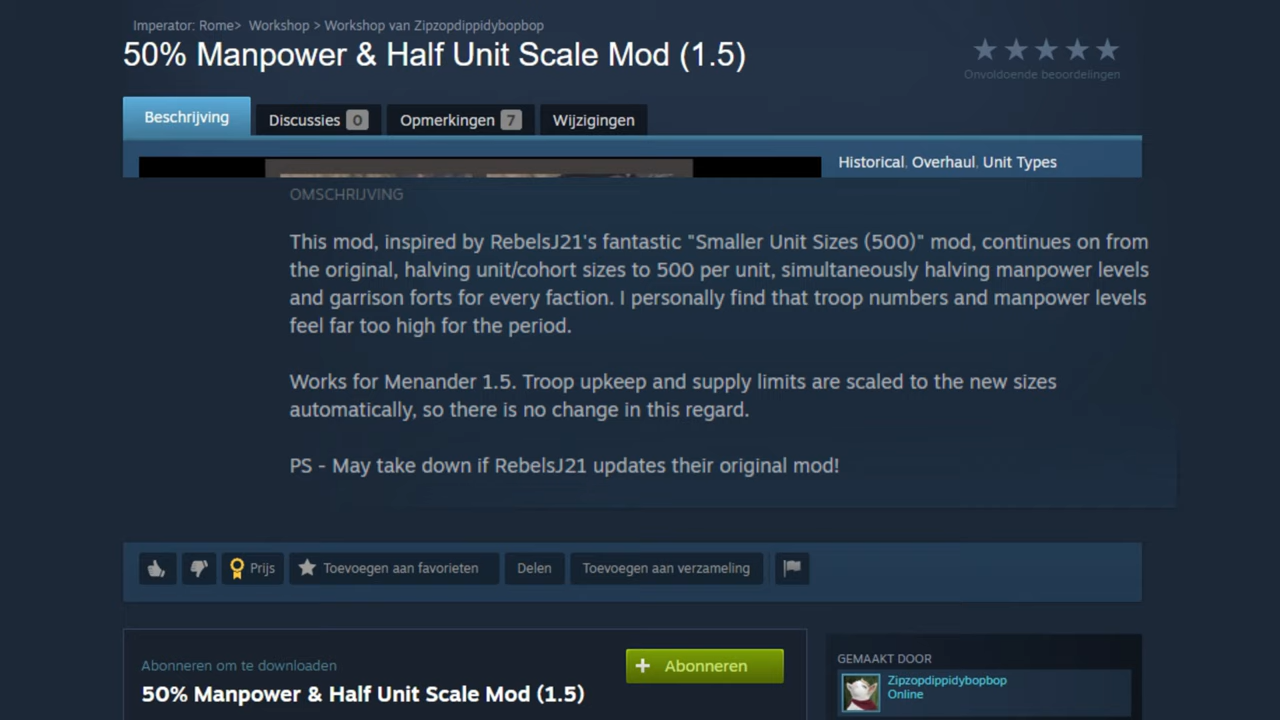 Imperator: Rome> Workshop > Workshop van Zipzopdippidybopbop
50% Manpower & Half Unit Scale Mod (1.5)
Onvoldoende beoordelingen
Beschrijving Discussies 0 Opmerkingen 7 Wijzigingen
Historical, Overhaul, Unit Types
OMSCHRIJVING
This mod, inspired by RebelsJ21's fantastic "Smaller Unit Sizes (500)" mod, continues on from
the original, halving unit/cohort sizes to 500 per unit, simultaneously halving manpower levels
and garrison forts for every faction. I personally find that troop numbers and manpower levels
feel far too high for the period.
Works for Menander 1.5. Troop upkeep and supply limits are scaled to the new sizes
automatically, so there is no change in this regard.
PS - May take down if RebelsJ21 updates their original mod!
Prijs Toevoegen aan favorieten Delen Toevoegen aan verzameling
Abonneren om te downloaden
50% Manpower & Half Unit Scale Mod (1.5)
+ Abonneren
GEMAAKT DOOR
Zipzopdippidybopbop
Online